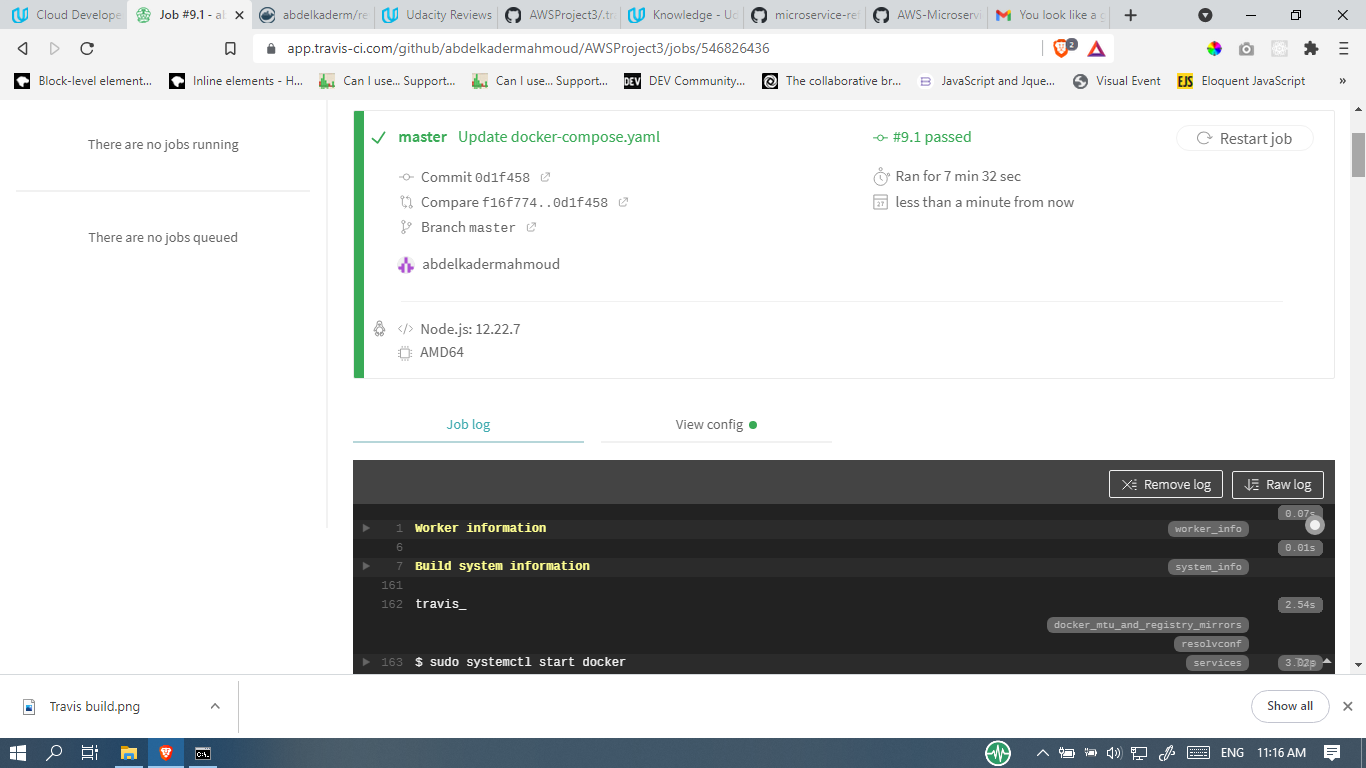 Cloud Develope
Job #9.1 - a
abdelkaderm/re
Udacity Reviews
AWSProject3/.tr
Knowledge - Ud
microservice-re
AWS-Microserv
You look like a g
app.travis-ci.com/github/abdelkadermahmoud/AWSProject3/jobs/546826436
2
Block-level element...
Inline elements - H...
Can I use... Support...
Can I use... Support...
DEV Community...
The collaborative br...
JavaScript and Jque...
Visual Event
Eloquent JavaScript
»
There are no jobs running
There are no jobs queued
master Update docker-compose.yaml
#9.1 passed
Restart job
Commit 0d1f458
Ran for 7 min 32 sec
Compare f16f774..0d1f458
less than a minute from now
Branch master
abdelkadermahmoud
Node.js: 12.22.7
AMD64
Job log
View config
Remove log
Raw log
0.07s
1 Worker information worker_info
6 0.01s
7 Build system information system_info
161
162 travis_ 2.54s
docker_mtu_and_registry_mirrors
resolvconf
163 $ sudo systemctl start docker services
Travis build.png
Show all
ENG
11:16 AM